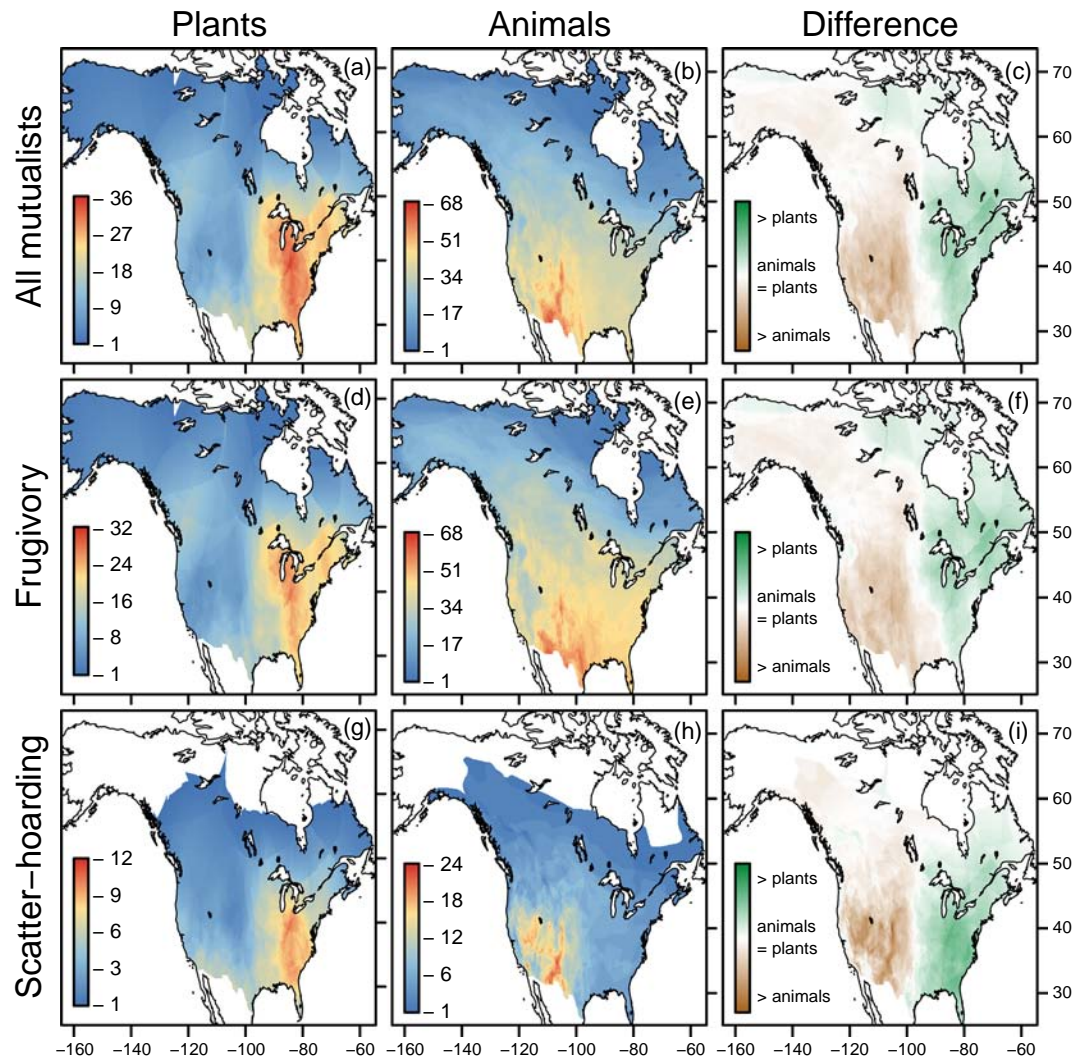 Plants Animals Difference
All mutualists
(a)
– 36
– 27
– 18
– 9
– 1
(b)
– 68
– 51
– 34
– 17
– 1
(c)
> plants
animals
= plants
> animals
70
60
50
40
30
Frugivory
(d)
– 32
– 24
– 16
– 8
– 1
(e)
– 68
– 51
– 34
– 17
– 1
(f)
> plants
animals
= plants
> animals
70
60
50
40
30
Scatter–hoarding
(g)
– 12
– 9
– 6
– 3
– 1
(h)
– 24
– 18
– 12
– 6
– 1
(i)
> plants
animals
= plants
> animals
70
60
50
40
30
−160 −140 −120 −100 −80 −60 −160 −140 −120 −100 −80 −60 −160 −140 −120 −100 −80 −60